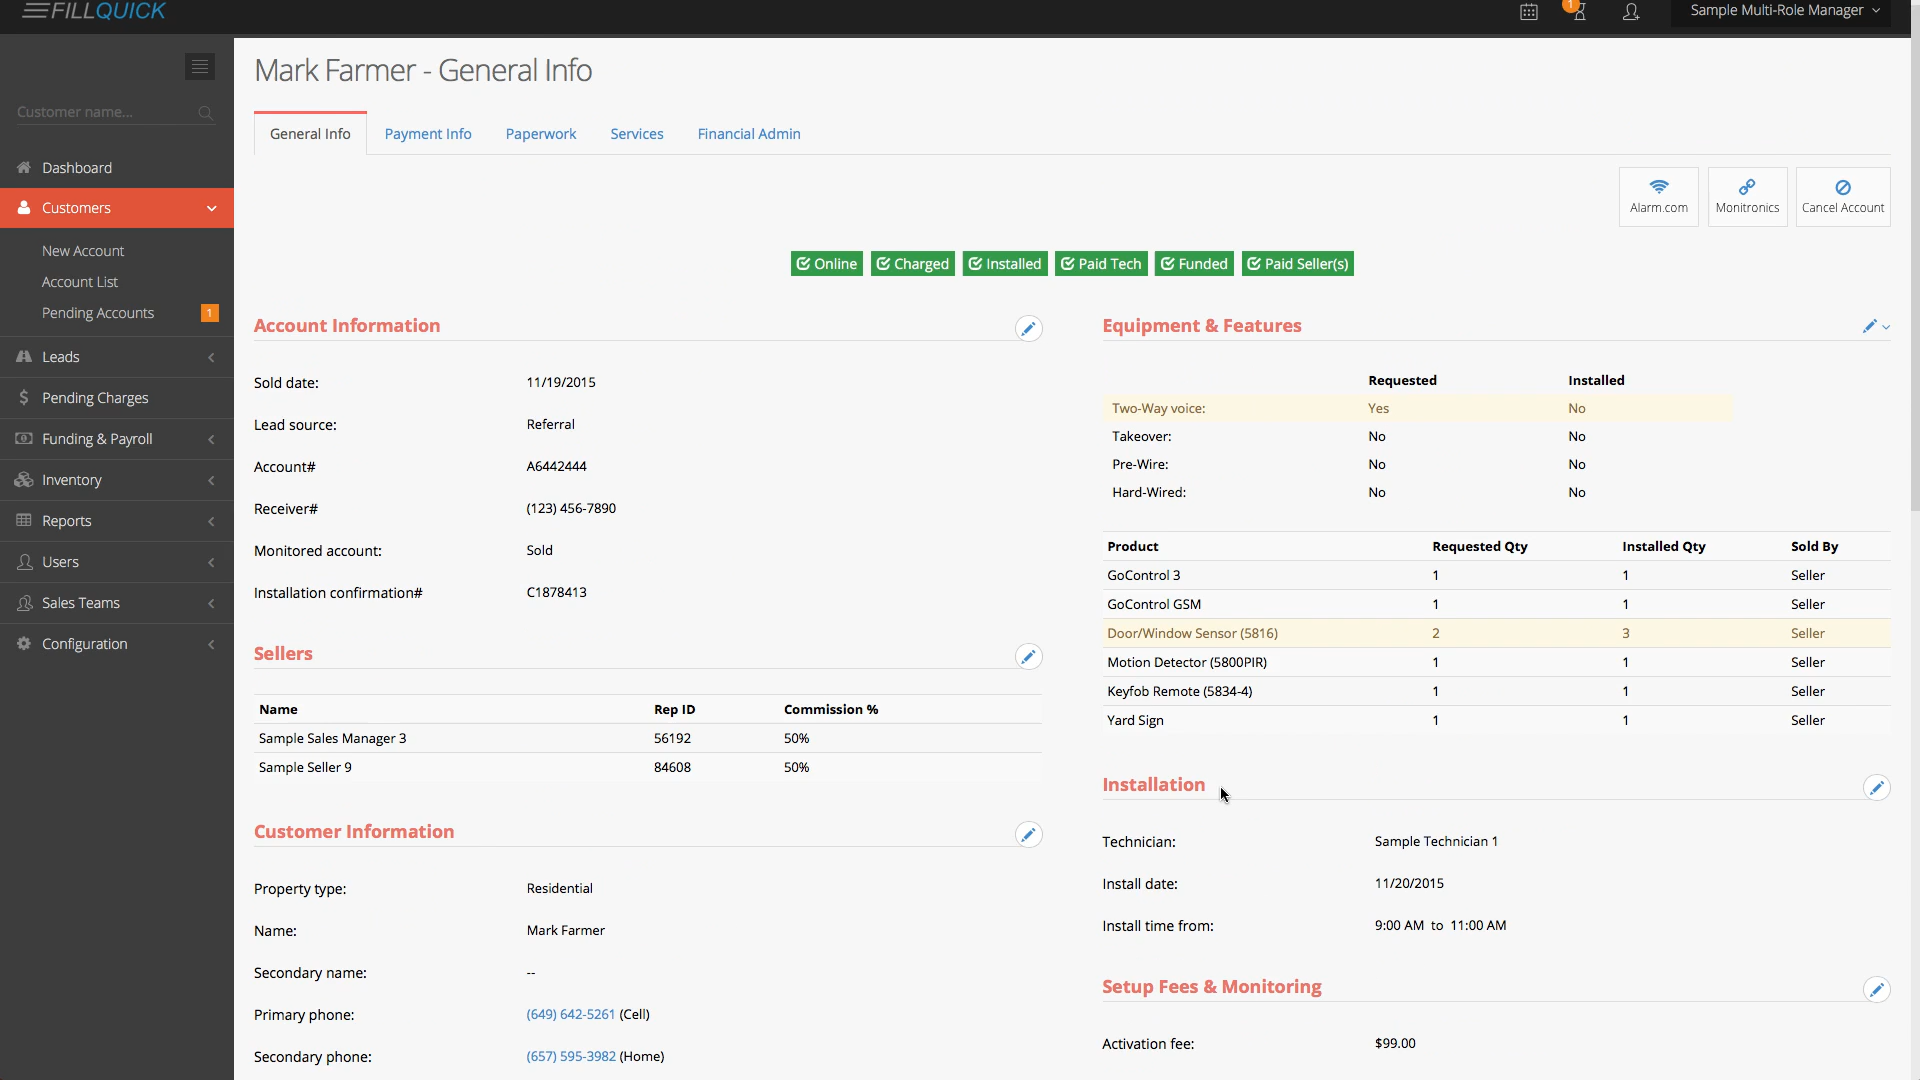 FILLQUICK
1
Sample Multi-Role Manager
Customer name...
Dashboard
Customers
New Account
Account List
Pending Accounts 1
Leads
Pending Charges
Funding & Payroll
Inventory
Reports
Users
Sales Teams
Configuration
Mark Farmer - General Info
General Info Payment Info Paperwork Services Financial Admin
Alarm.com Monitronics Cancel Account
Online Charged Installed Paid Tech Funded Paid Seller(s)
Account Information
Sold date: 11/19/2015
Lead source: Referral
Account# A6442444
Receiver# (123) 456-7890
Monitored account: Sold
Installation confirmation# C1878413
Sellers
Name Rep ID Commission %
Sample Sales Manager 3 56192 50%
Sample Seller 9 84608 50%
Customer Information
Property type: Residential
Name: Mark Farmer
Secondary name: --
Primary phone: (649) 642-5261 (Cell)
Secondary phone: (657) 595-3982 (Home)
Equipment & Features
Requested Installed
Two-Way voice: Yes No
Takeover: No No
Pre-Wire: No No
Hard-Wired: No No
Product Requested Qty Installed Qty Sold By
GoControl 3 1 1 Seller
GoControl GSM 1 1 Seller
Door/Window Sensor (5816) 2 3 Seller
Motion Detector (5800PIR) 1 1 Seller
Keyfob Remote (5834-4) 1 1 Seller
Yard Sign 1 1 Seller
Installation
Technician: Sample Technician 1
Install date: 11/20/2015
Install time from: 9:00 AM to 11:00 AM
Setup Fees & Monitoring
Activation fee: $99.00